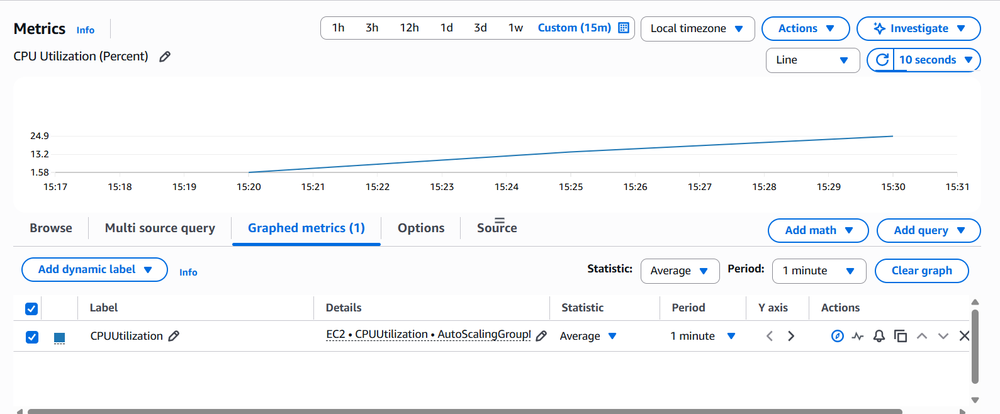 Metrics Info
1h 3h 12h 1d 3d 1w Custom (15m) Local timezone Actions Investigate
CPU Utilization (Percent)
Line 10 seconds
24.9
13.2
1.58
15:17 15:18 15:19 15:20 15:21 15:22 15:23 15:24 15:25 15:26 15:27 15:28 15:29 15:30 15:31
Browse Multi source query Graphed metrics (1) Options Source Add math Add query
Add dynamic label Info Statistic: Average Period: 1 minute Clear graph
Label Details Statistic Period Y axis Actions
CPUUtilization EC2 • CPUUtilization • AutoScalingGroup Average 1 minute